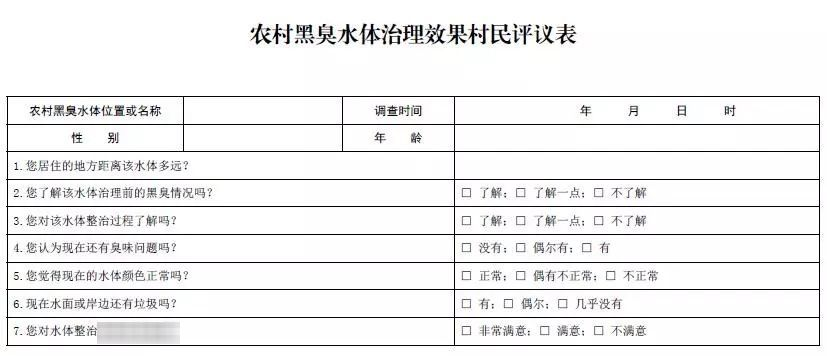 农村黑臭水体治理效果村民评议表
农村黑臭水体位置或名称 调查时间 年 月 日 时
性 别 年 龄
1.您居住的地方距离该水体多远?
2.您了解该水体治理前的黑臭情况吗? □ 了解;□ 了解一点;□ 不了解
3.您对该水体整治过程了解吗? □ 了解;□ 了解一点;□ 不了解
4.您认为现在还有臭味问题吗? □ 没有;□ 偶尔有;□ 有
5.您觉得现在的水体颜色正常吗? □ 正常;□ 偶有不正常;□ 不正常
6.现在水面或岸边还有垃圾吗? □ 有;□ 偶尔;□ 几乎没有
7.您对水体整治 □ 非常满意;□ 满意;□ 不满意